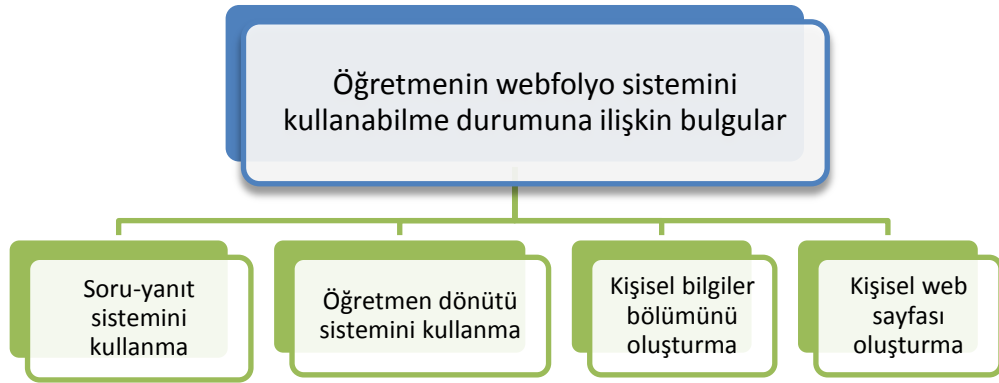 Öğretmenin webfolyo sistemini
kullanabilme durumuna ilişkin bulgular
Soru-yanıt
sistemini
kullanma
Öğretmen dönütü
sistemini kullanma
Kişisel bilgiler
bölümünü
oluşturma
Kişisel web
sayfası
oluşturma